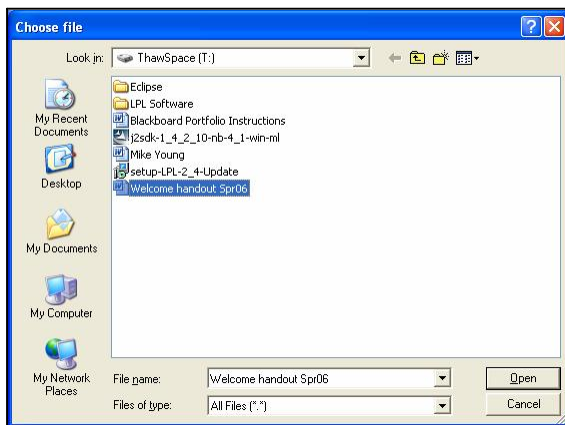 Choose file
Look in:
ThawSpace (T:)
My Recent
Documents
Desktop
My Documents
My Computer
My Network
Places
Eclipse
LPL Software
Blackboard Portfolio Instructions
j2sdk-1_4_2_10-nb-4_1-win-ml
Mike Young
setup-LPL-2_4-Update
Welcome handout Spr06
File name:
Welcome handout Spr06
Open
Files of type:
All Files (*.*)
Cancel